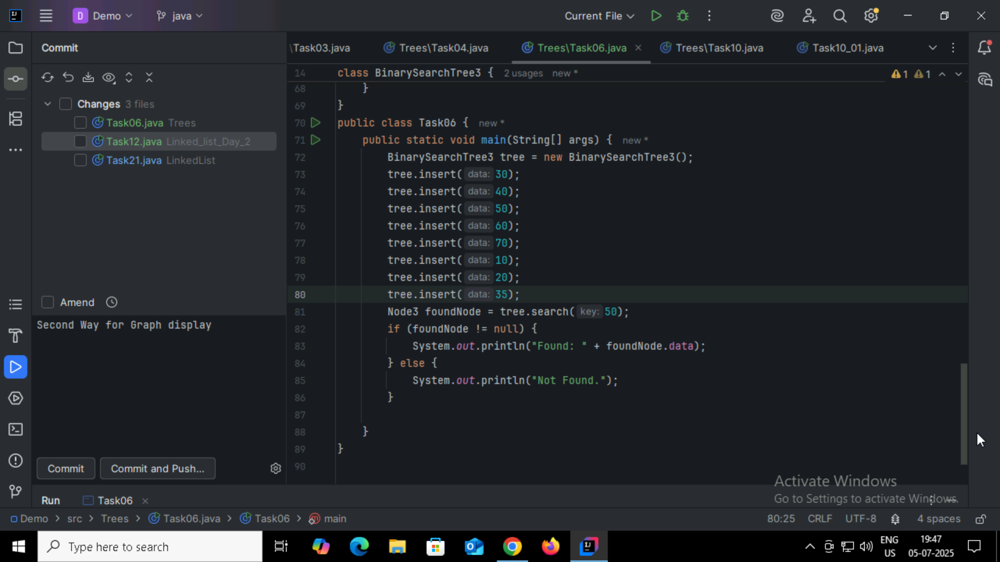 D Demo java Current File
Commit
\Task03.java Trees\Task04.java Trees\Task06.java Trees\Task10.java Task10_01.java
14 class BinarySearchTree3 { 2 usages new *
1 1
Changes 3 files
Task06.java Trees
Task12.java Linked_list_Day_2
Task21.java LinkedList
Amend
Second Way for Graph display
Commit Commit and Push...
68 }
69 }
70 public class Task06 { new *
71 public static void main(String[] args) { new *
72 BinarySearchTree3 tree = new BinarySearchTree3();
73 tree.insert( data: 30);
74 tree.insert( data: 40);
75 tree.insert( data: 50);
76 tree.insert( data: 60);
77 tree.insert( data: 70);
78 tree.insert( data: 10);
79 tree.insert( data: 20);
80 tree.insert( data: 35);
81 Node3 foundNode = tree.search( key: 50);
82 if (foundNode != null) {
83 System.out.println("Found: " + foundNode.data);
84 } else {
85 System.out.println("Not Found.");
86 }
87
88 }
89 }
90
Activate Windows
Go to Settings to activate Windows.
Run Task06
Demo > src > Trees > Task06.java > Task06 > main
80:25 CRLF UTF-8 4 spaces
Type here to search
ENG
US
19:47
05-07-2025